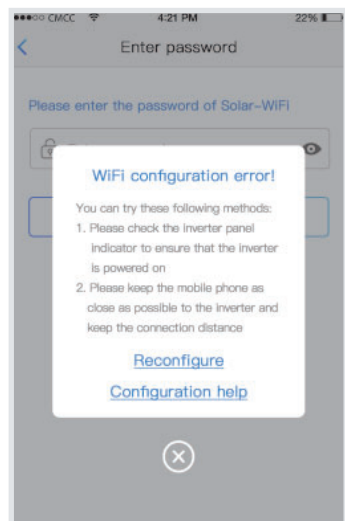 CMCC 4:21 PM 22%
Enter password
Please enter the password of Solar-WiFi
WiFi configuration error!
You can try these following methods:
1. Please check the inverter panel
indicator to ensure that the inverter
is powered on
2. Please keep the mobile phone as
close as possible to the inverter and
keep the connection distance
Reconfigure
Configuration help